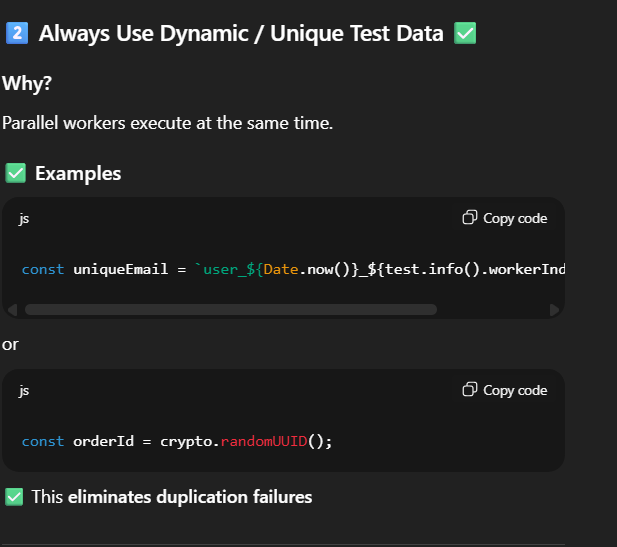 2 Always Use Dynamic / Unique Test Data ✅
Why?
Parallel workers execute at the same time.
✅ Examples
js
Copy code
const uniqueEmail = `user_${Date.now()}_${test.info().workerInd
or
js
Copy code
const orderId = crypto.randomUUID();
✅ This eliminates duplication failures